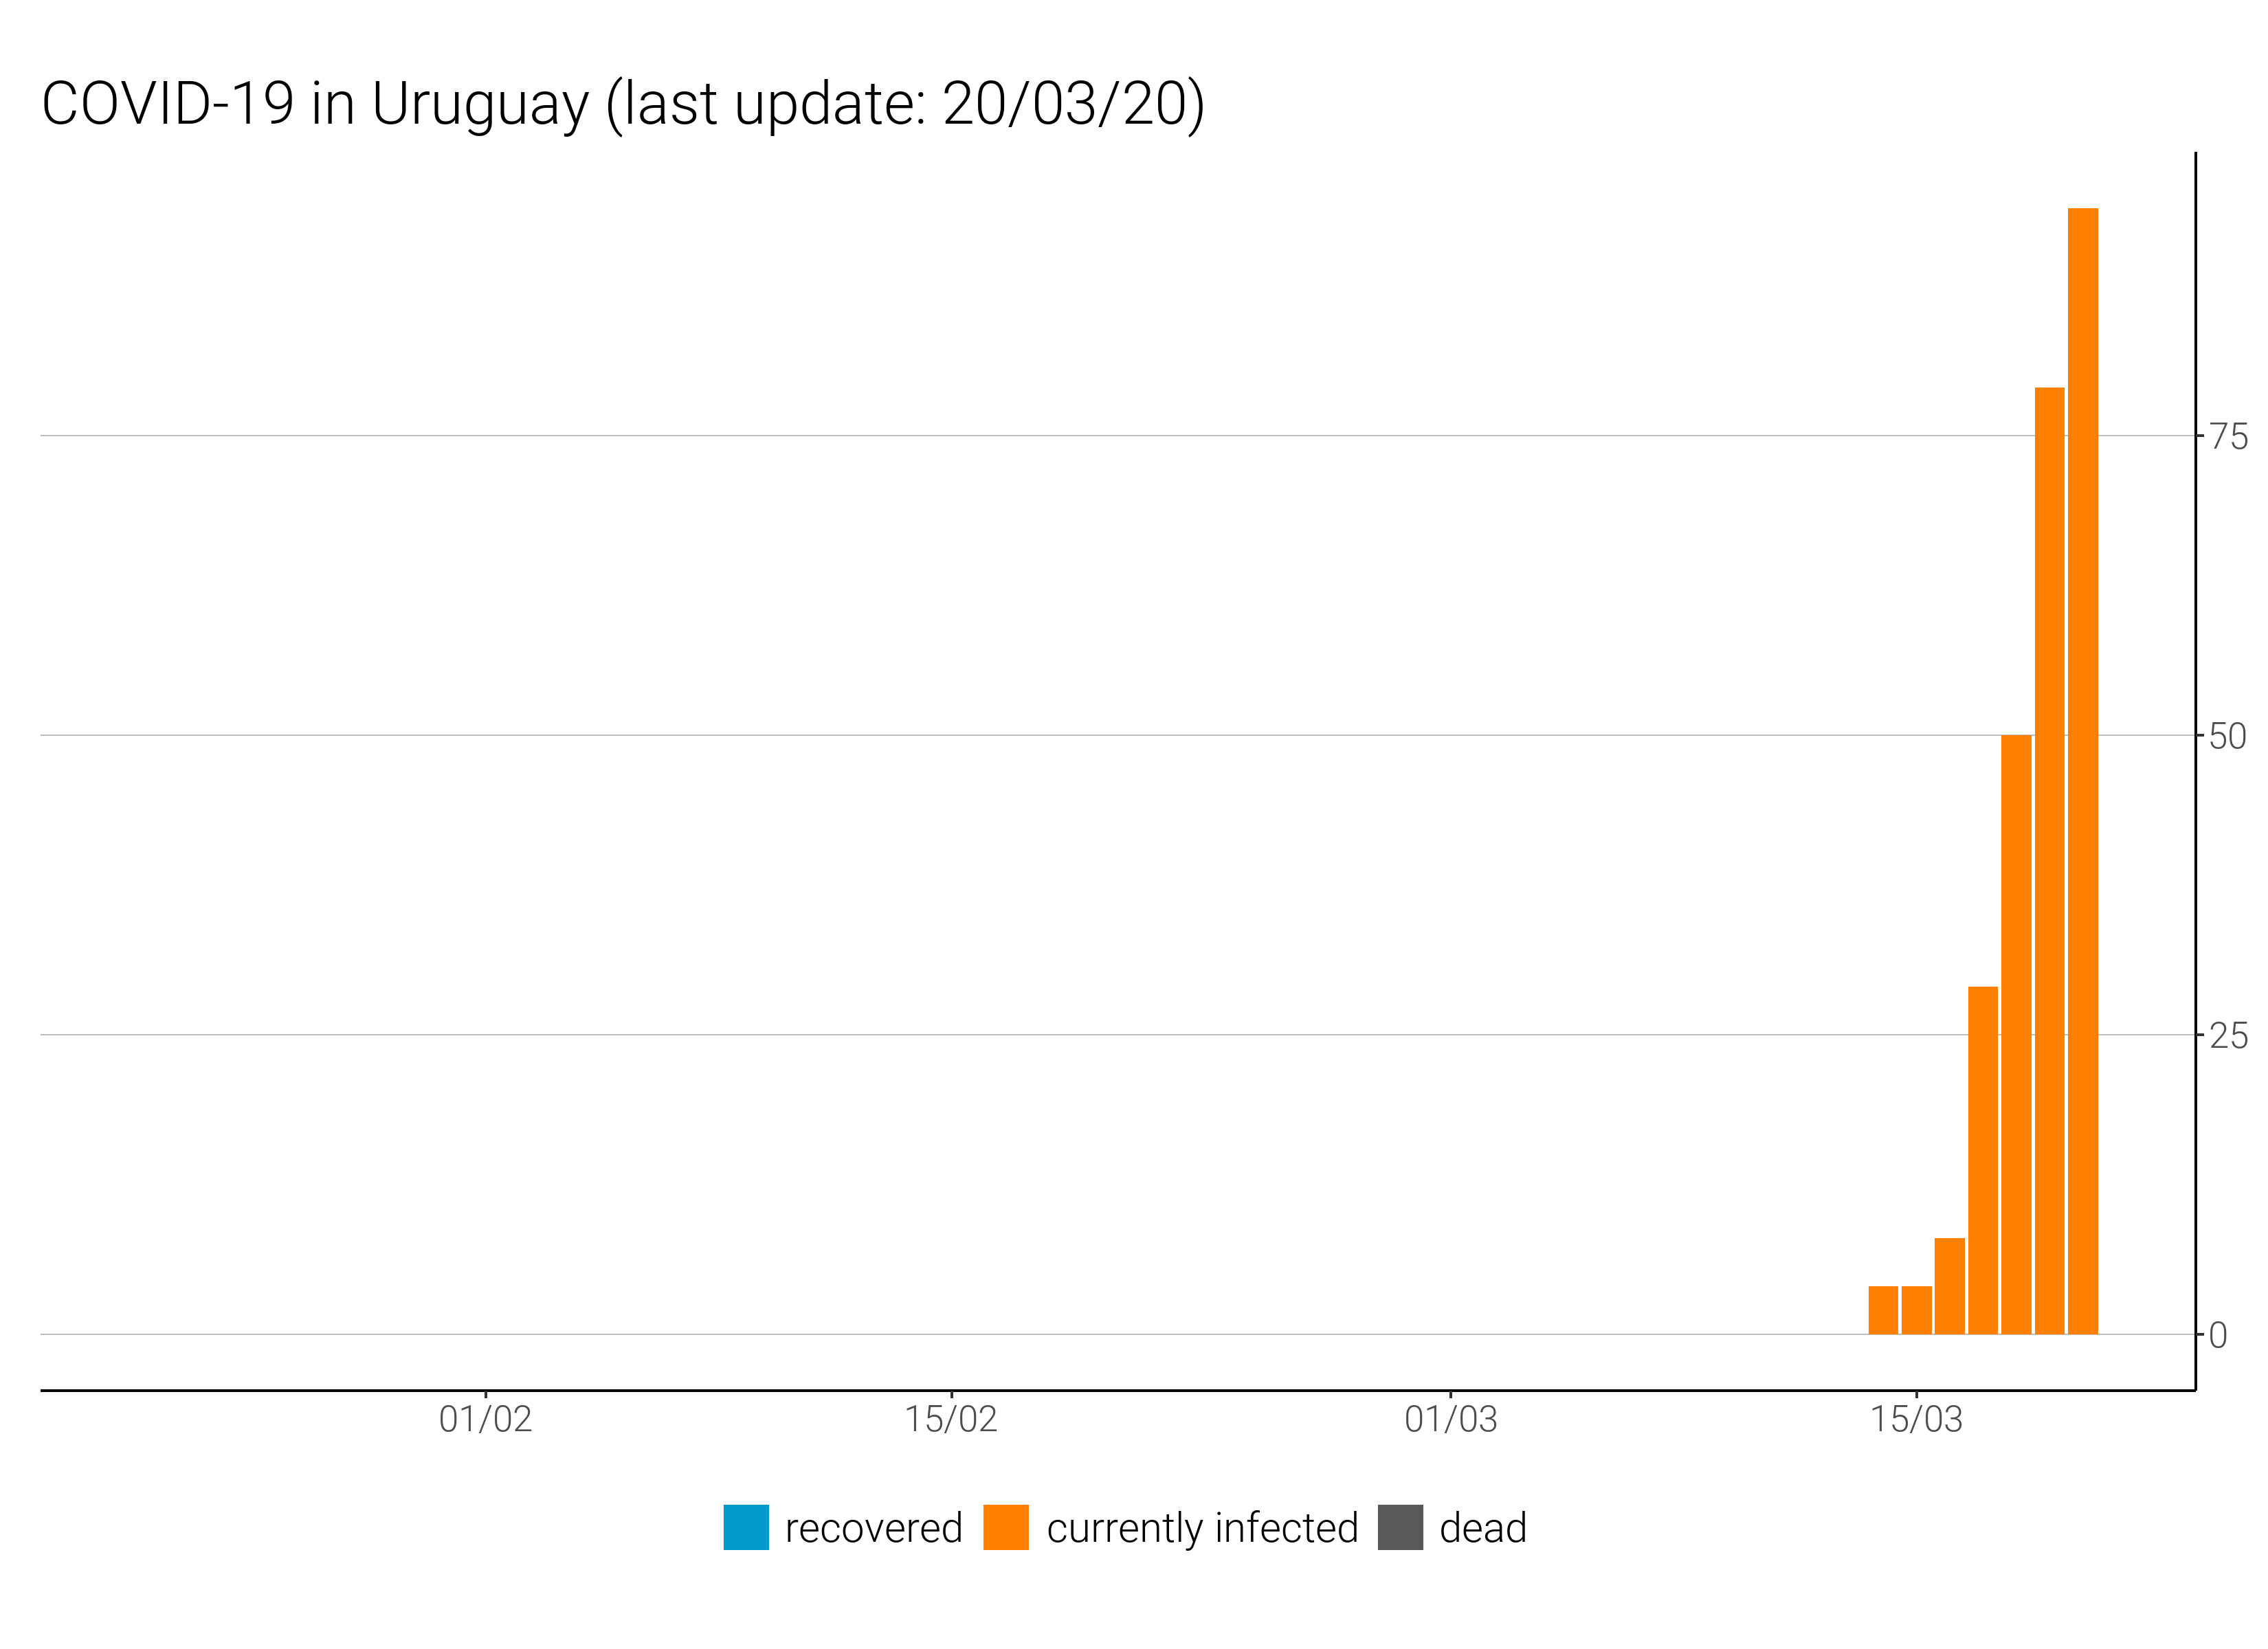 COVID-19 in Uruguay (last update: 20/03/20)
75
50
25
0
01/02 15/02 01/03 15/03
recovered currently infected dead